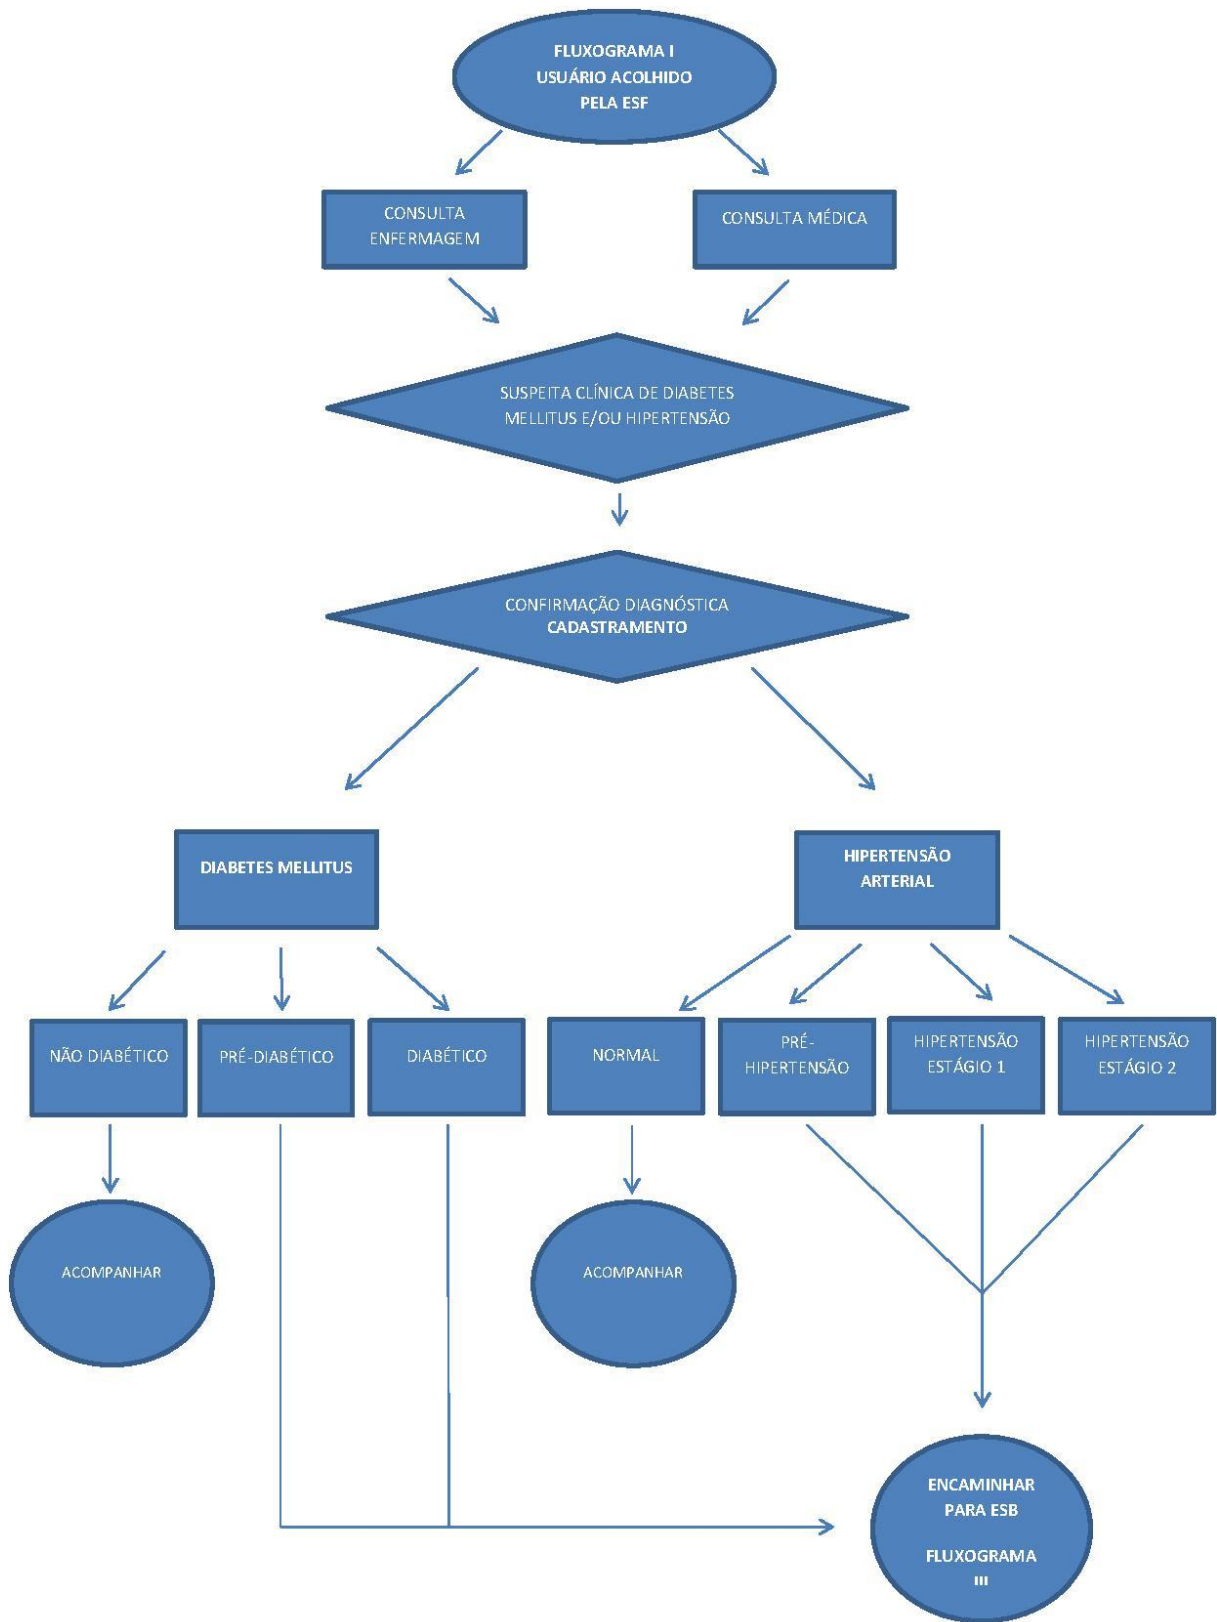 FLUXOGRAMA I
USUÁRIO ACOLHIDO
PELA ESF
CONSULTA
ENFERMAGEM
CONSULTA MÉDICA
SUSPEITA CLÍNICA DE DIABETES
MELLITUS E/OU HIPERTENSÃO
CONFIRMAÇÃO DIAGNÓSTICA
CADASTRAMENTO
DIABETES MELLITUS
HIPERTENSÃO
ARTERIAL
NÃO DIABÉTICO
PRÉ-DIABÉTICO
DIABÉTICO
NORMAL
PRÉ-
HIPERTENSÃO
HIPERTENSÃO
ESTÁGIO 1
HIPERTENSÃO
ESTÁGIO 2
ACOMPANHAR
ACOMPANHAR
ENCAMINHAR
PARA ESB
FLUXOGRAMA
III